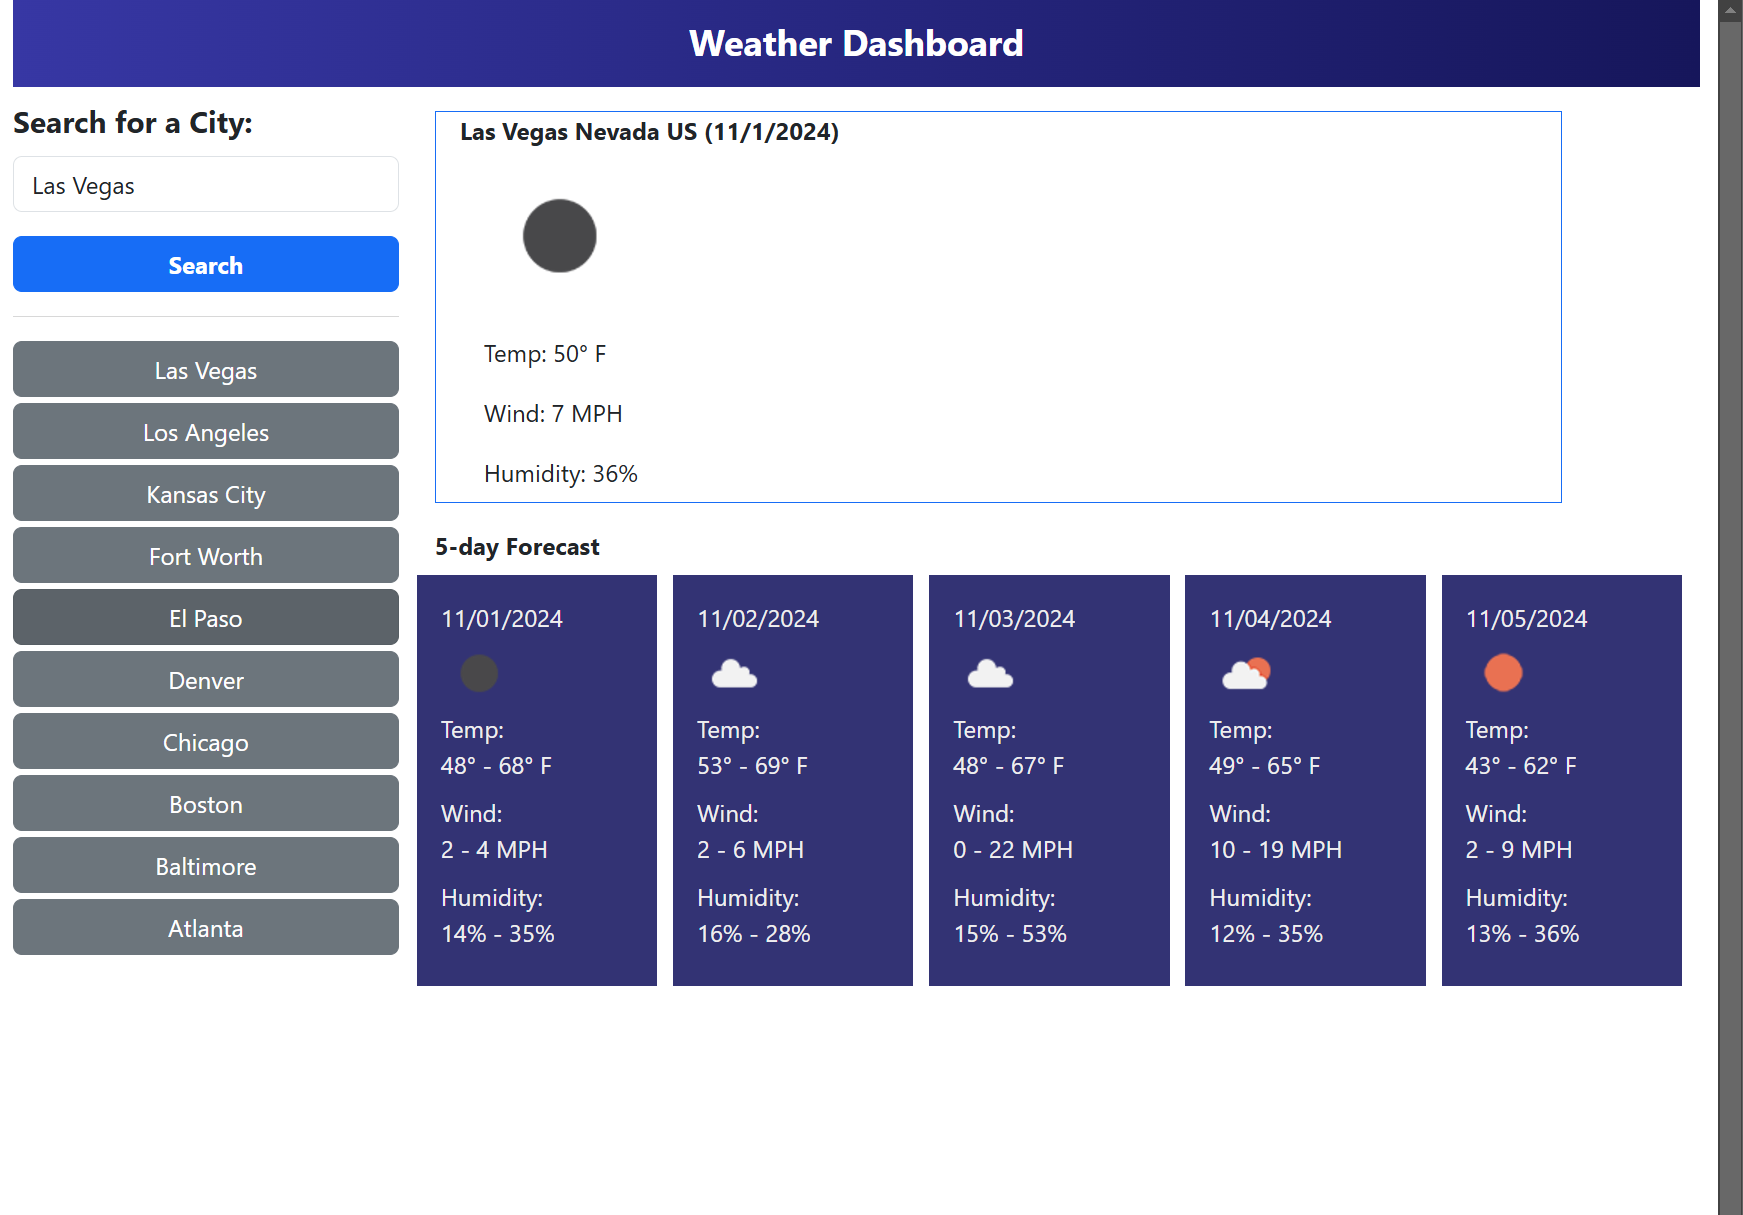 Weather Dashboard
Search for a City:
Las Vegas
Search
Las Vegas
Los Angeles
Kansas City
Fort Worth
El Paso
Denver
Chicago
Boston
Baltimore
Atlanta
Las Vegas Nevada US (11/1/2024)
Temp: 50° F
Wind: 7 MPH
Humidity: 36%
5-day Forecast
11/01/2024
Temp:
48° - 68° F
Wind:
2 - 4 MPH
Humidity:
14% - 35%
11/02/2024
Temp:
53° - 69° F
Wind:
2 - 6 MPH
Humidity:
16% - 28%
11/03/2024
Temp:
48° - 67° F
Wind:
0 - 22 MPH
Humidity:
15% - 53%
11/04/2024
Temp:
49° - 65° F
Wind:
10 - 19 MPH
Humidity:
12% - 35%
11/05/2024
Temp:
43° - 62° F
Wind:
2 - 9 MPH
Humidity:
13% - 36%